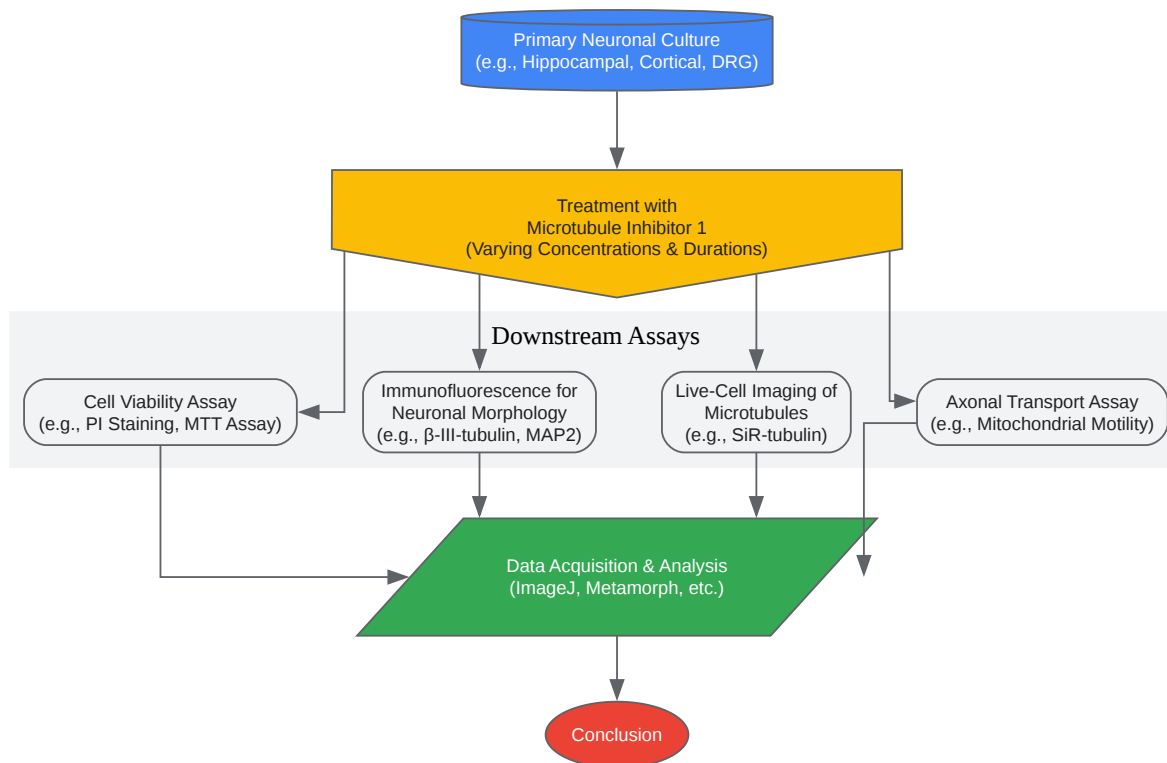 Primary Neuronal Culture
(e.g., Hippocampal, Cortical, DRG)
Treatment with
Microtubule Inhibitor 1
(Varying Concentrations & Durations)
Downstream Assays
Cell Viability Assay
(e.g., PI Staining, MTT Assay)
Immunofluorescence for
Neuronal Morphology
(e.g., β-III-tubulin, MAP2)
Live-Cell Imaging of
Microtubules
(e.g., SiR-tubulin)
Axonal Transport Assay
(e.g., Mitochondrial Motility)
Data Acquisition & Analysis
(ImageJ, Metamorph, etc.)
Conclusion